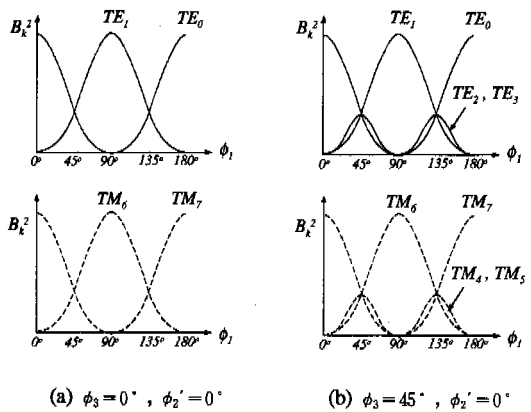 B_k^2 TE_1 TE_0
0° 45° 90° 135° 180° ϕ_1
B_k^2 TE_1 TE_0
TE_2 , TE_3
0° 45° 90° 135° 180° ϕ_1
B_k^2 TM_6 TM_7
0° 45° 90° 135° 180° ϕ_1
B_k^2 TM_6 TM_7
TM_4 , TM_5
0° 45° 90° 135° 180° ϕ_1
(a) ϕ_3 = 0° , ϕ_2' = 0°
(b) ϕ_3 = 45° , ϕ_2' = 0°